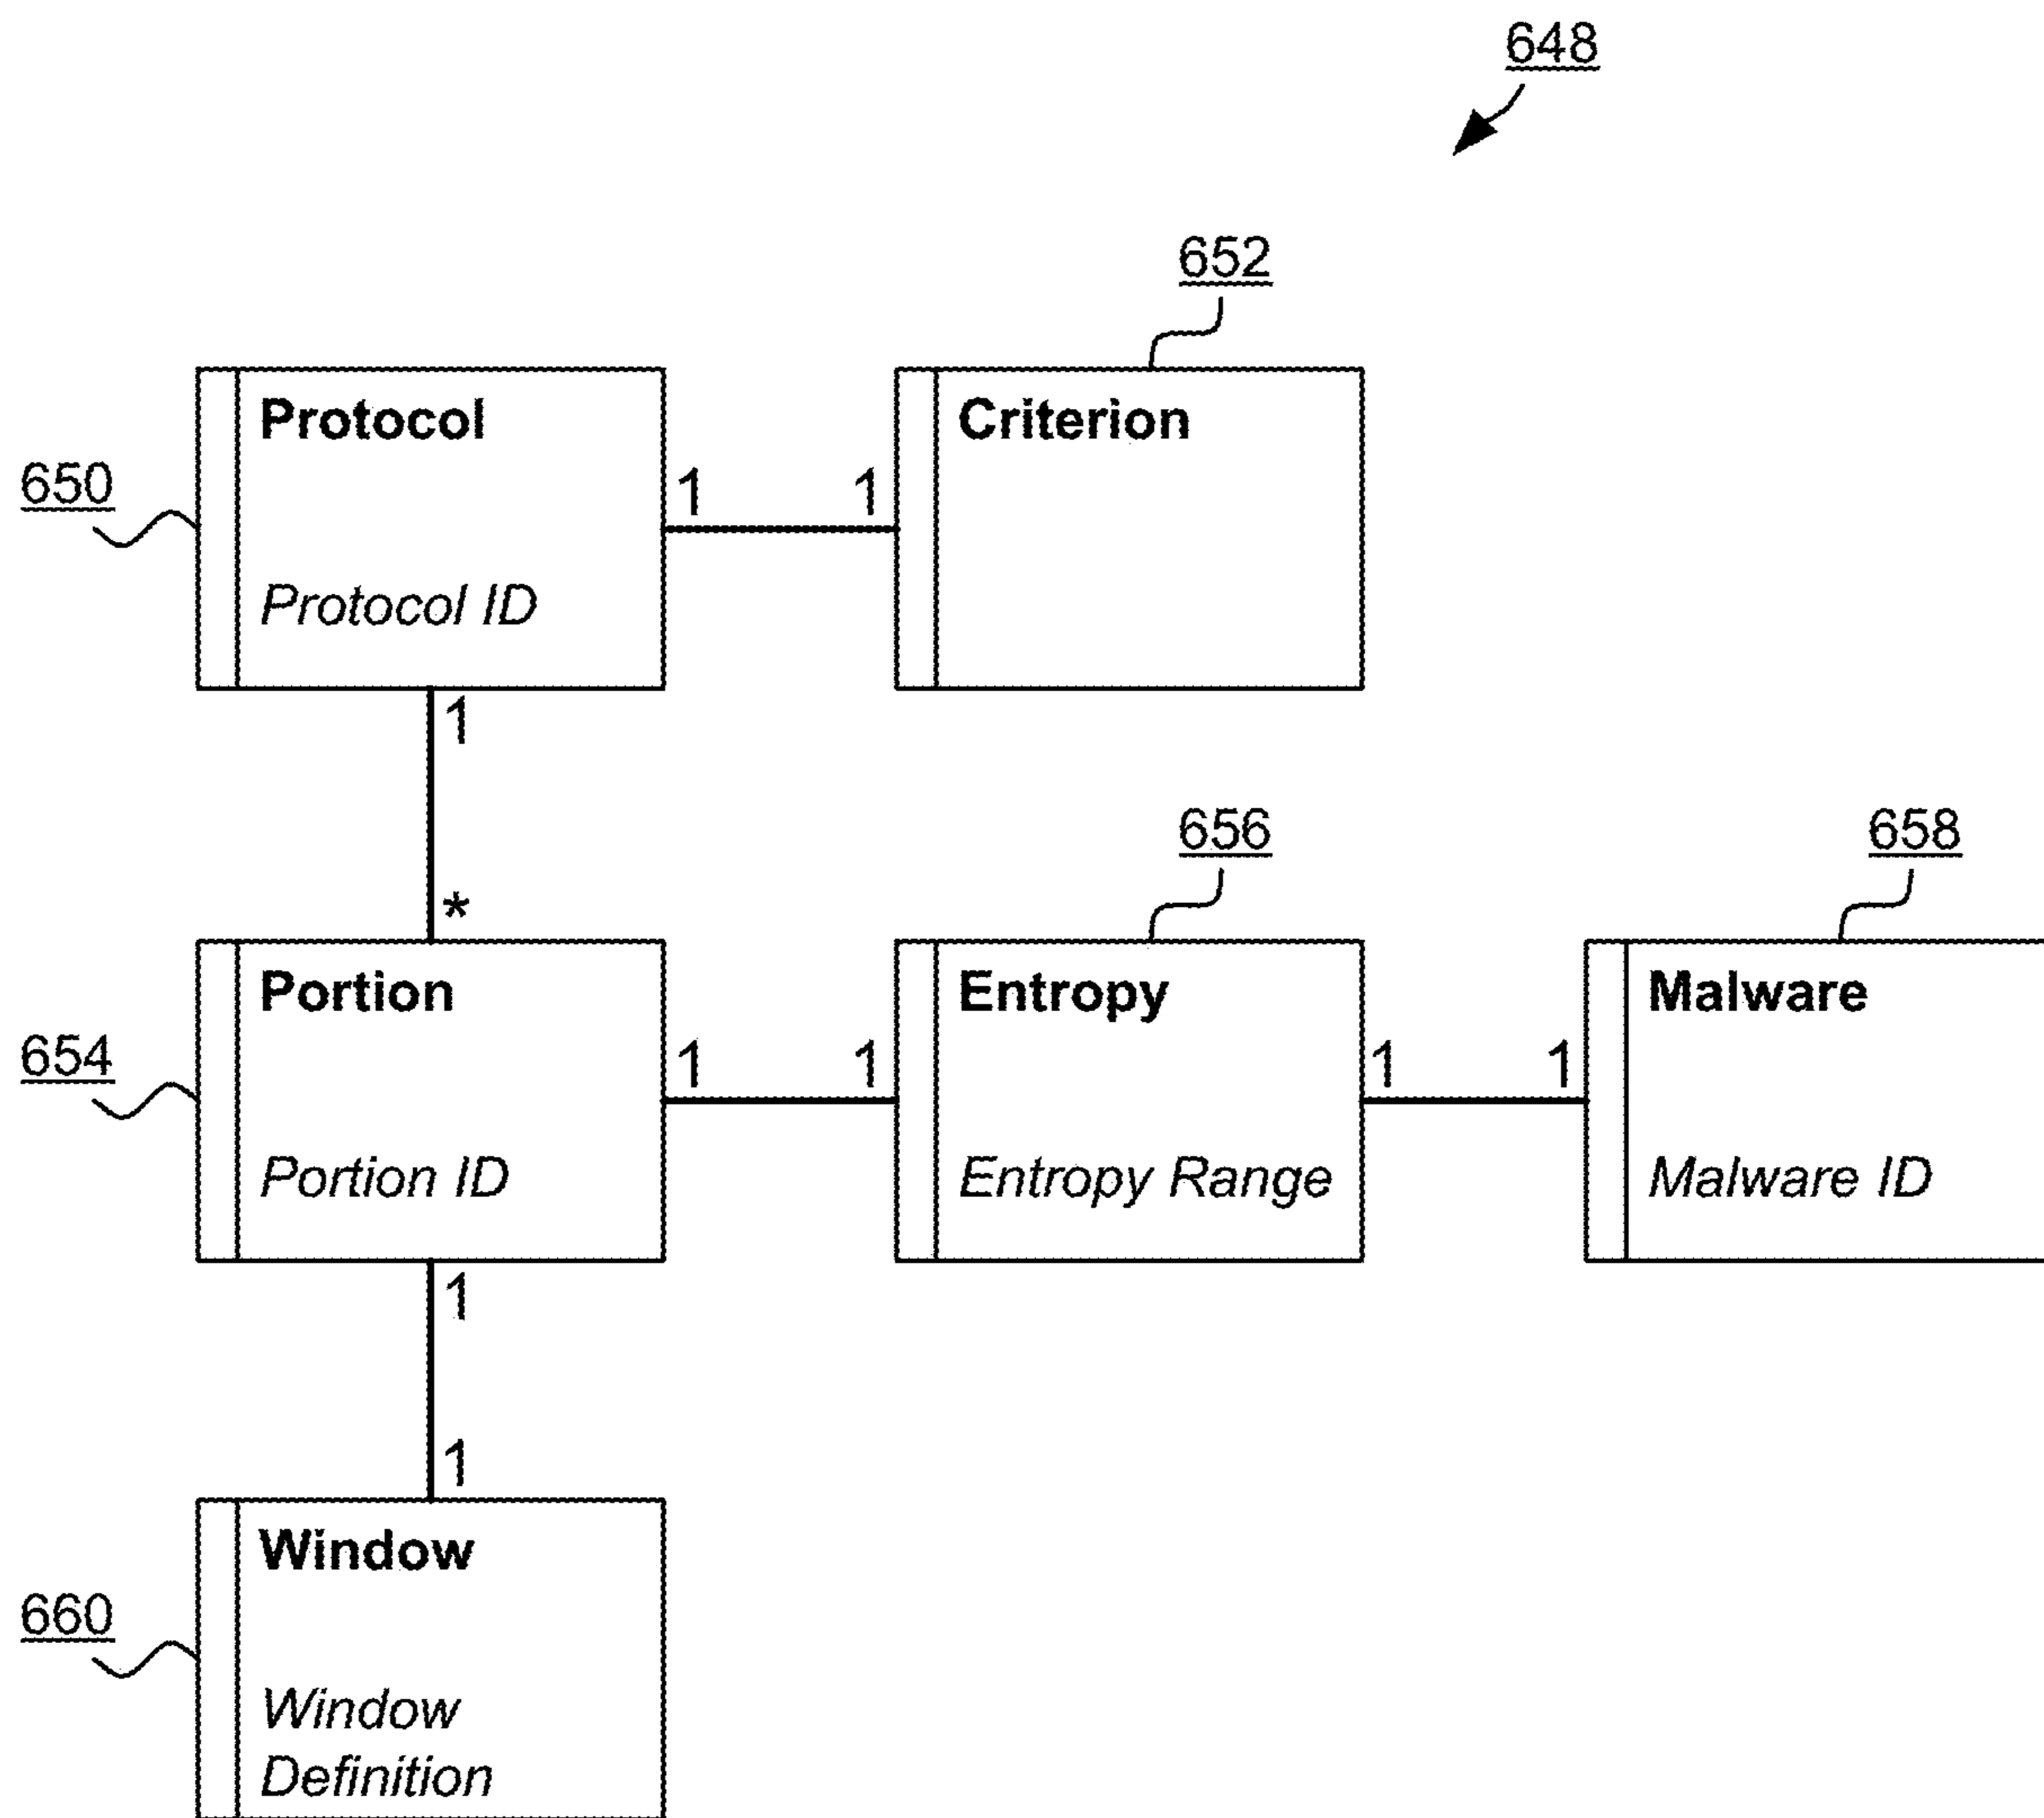 648
652
Protocol
Criterion
650
1 1
Protocol ID
1
656
658
*
Portion
Entropy
Malware
654
1 1
1 1
Portion ID
Entropy Range
Malware ID
1
1
Window
660
Window
Definition